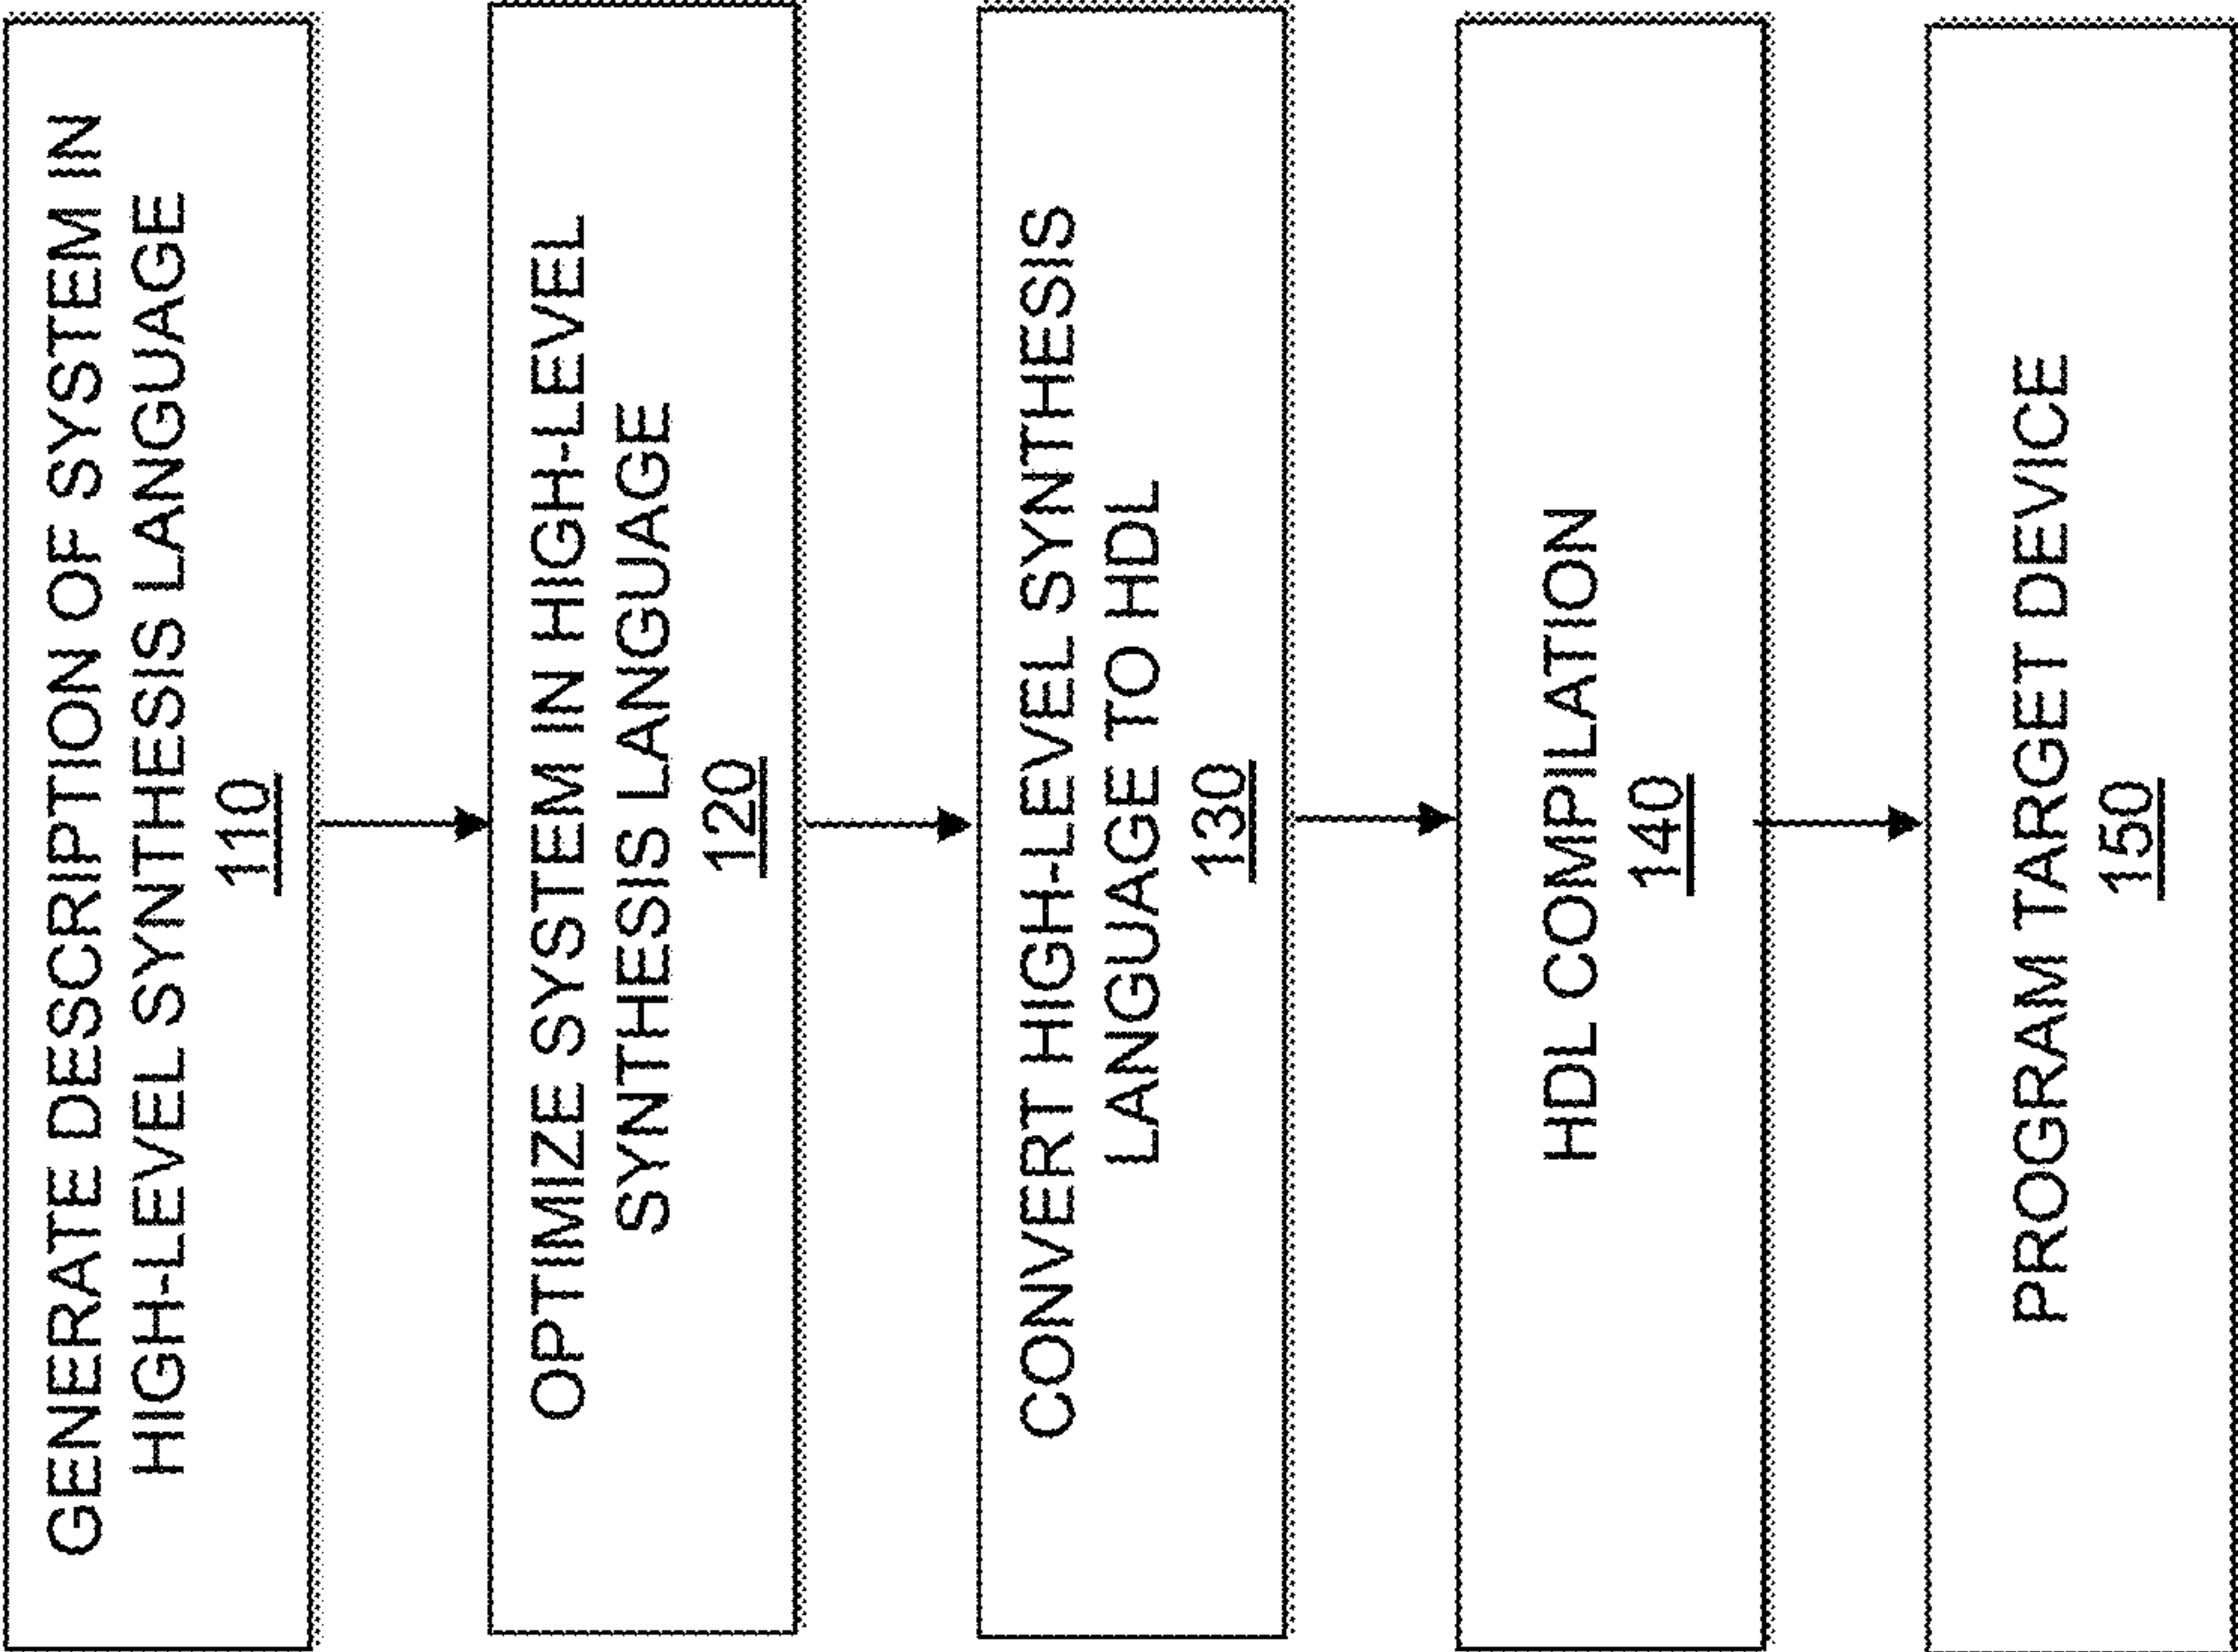 GENERATE DESCRIPTION OF SYSTEM IN
HIGH-LEVEL SYNTHESIS LANGUAGE
110
OPTIMIZE SYSTEM IN HIGH-LEVEL
SYNTHESIS LANGUAGE
120
CONVERT HIGH-LEVEL SYNTHESIS
LANGUAGE TO HDL
130
HDL COMPILATION
140
PROGRAM TARGET DEVICE
150